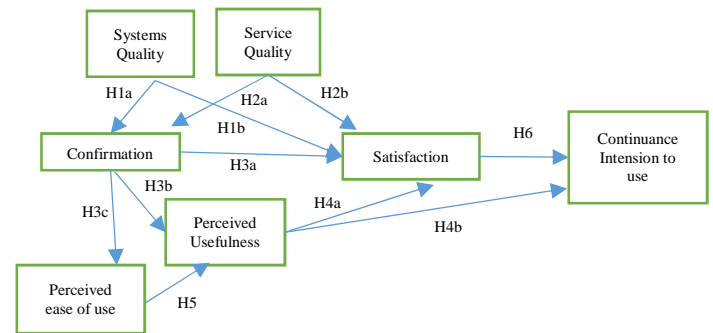 Systems
Quality
Service
Quality
H1a
H2a
H2b
H1b
H6
Confirmation
H3a
Satisfaction
Continuance
Intension to
use
H3b
H3c
Perceived
Usefulness
H4a
H4b
Perceived
ease of use
H5